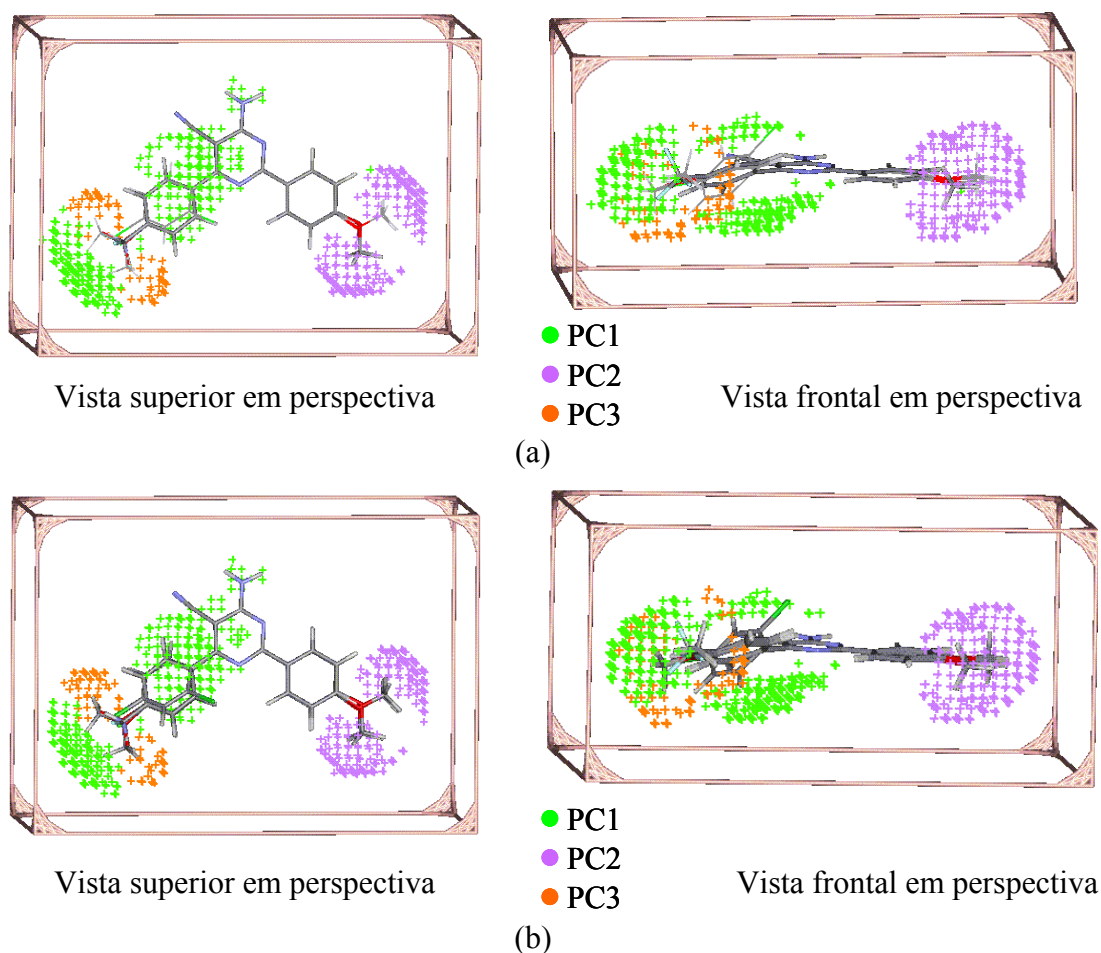 PC1
PC2
PC3
Vista superior em perspectiva
Vista frontal em perspectiva
(a)
PC1
PC2
PC3
Vista superior em perspectiva
Vista frontal em perspectiva
(b)